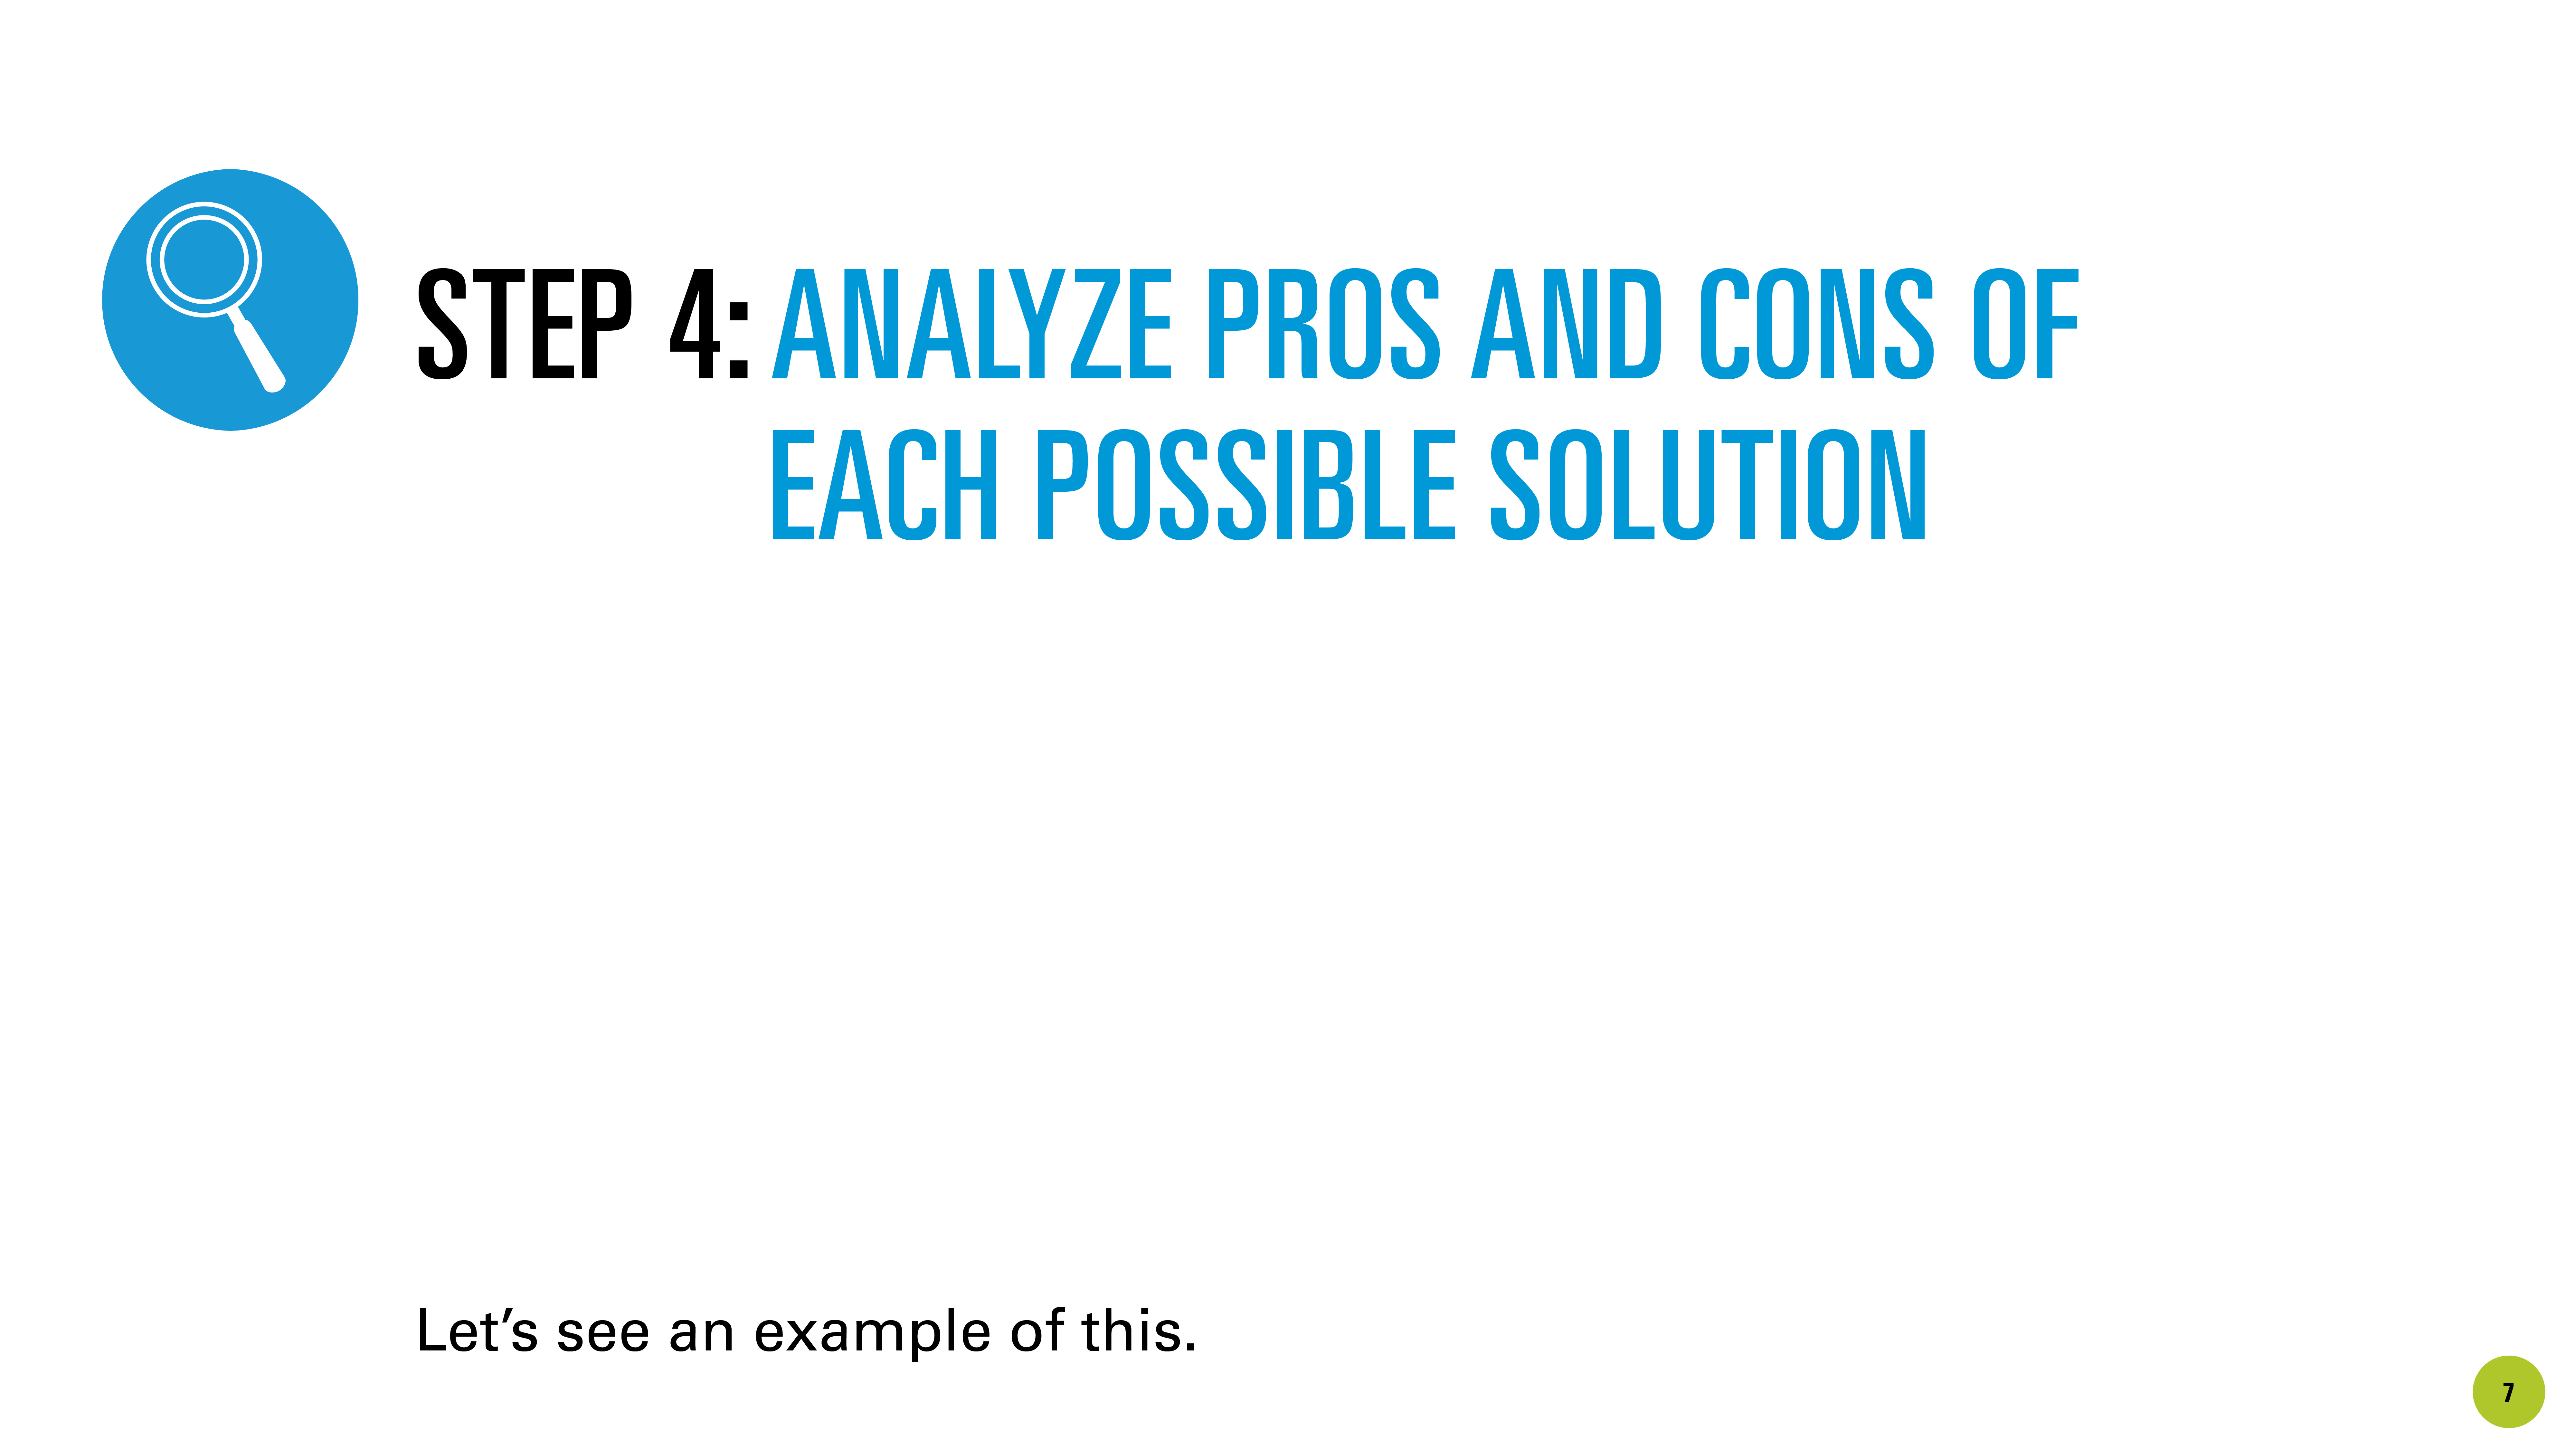 STEP 4: ANALYZE PROS AND CONS OF
EACH POSSIBLE SOLUTION
Let’s see an example of this.
7